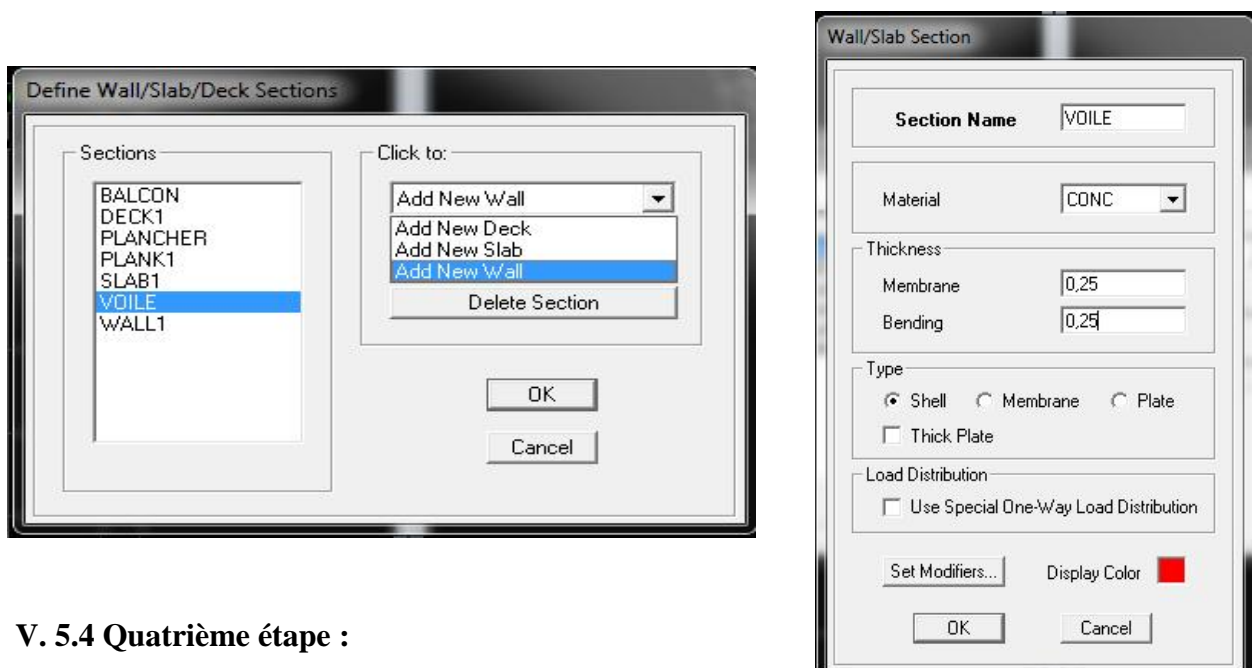 Define Wall/Slab/Deck Sections
Sections
BALCON
DECK1
PLANCHER
PLANK1
SLAB1
VOILE
WALL1
Click to:
Add New Wall
Add New Deck
Add New Slab
Add New Wall
Delete Section
OK
Cancel
Wall/Slab Section
Section Name VOILE
Material CONC
Thickness
Membrane 0,25
Bending 0,25
Type
Shell Membrane Plate
Thick Plate
Load Distribution
Use Special One-Way Load Distribution
Set Modifiers... Display Color
OK Cancel
V. 5.4 Quatrième étape :